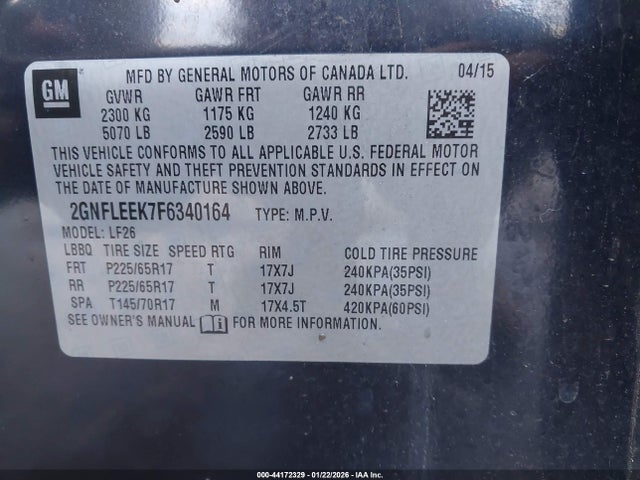 GM
MFD BY GENERAL MOTORS OF CANADA LTD. 04/15
GVWR GAWR FRT GAWR RR
2300 KG 1175 KG 1240 KG
5070 LB 2590 LB 2733 LB
THIS VEHICLE CONFORMS TO ALL APPLICABLE U.S. FEDERAL MOTOR
VEHICLE SAFETY AND THEFT PREVENTION STANDARDS IN EFFECT ON THE
DATE OF MANUFACTURE SHOWN ABOVE.
2GNFLEEK7F6340164 TYPE: M.P.V.
MODEL: LF26
LBBQ TIRE SIZE SPEED RTG RIM COLD TIRE PRESSURE
FRT P225/65R17 T 17X7J 240KPA(35PSI)
RR P225/65R17 T 17X7J 240KPA(35PSI)
SPA T145/70R17 M 17X4.5T 420KPA(60PSI)
SEE OWNER'S MANUAL FOR MORE INFORMATION.
000-44172329 - 01/22/2026 - IAAI Inc.